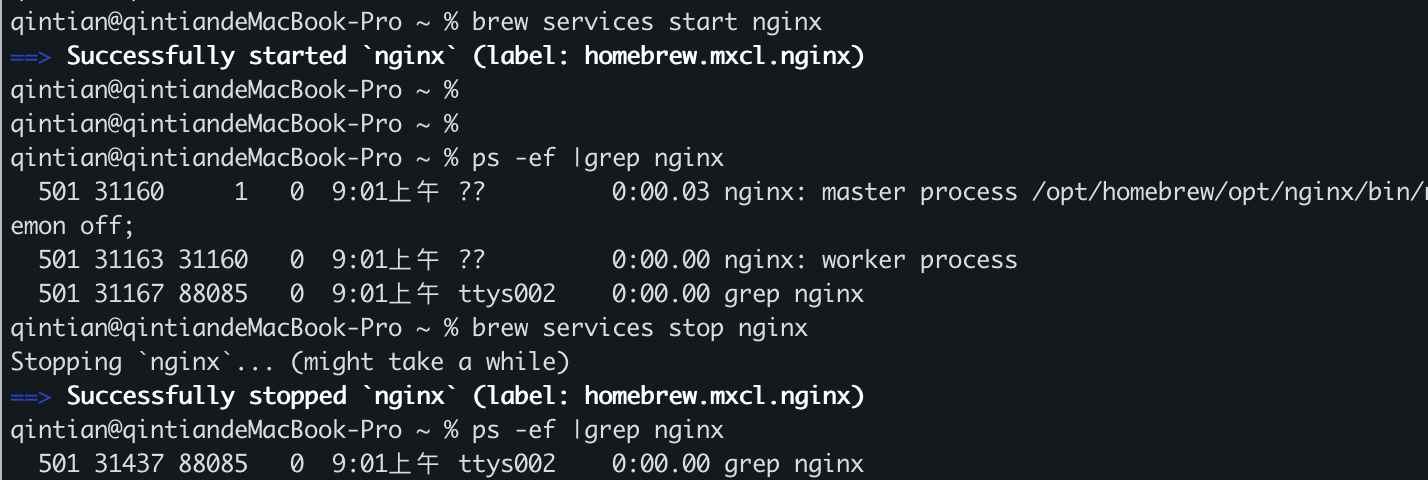 qintian@qintiandeMacBook-Pro ~ % brew services start nginx
==> Successfully started `nginx` (label: homebrew.mxcl.nginx)
qintian@qintiandeMacBook-Pro ~ %
qintian@qintiandeMacBook-Pro ~ %
qintian@qintiandeMacBook-Pro ~ % ps -ef |grep nginx
  501 31160     1   0  9:01上午 ??         0:00.03 nginx: master process /opt/homebrew/opt/nginx/bin/
emon off;
  501 31163 31160   0  9:01上午 ??         0:00.00 nginx: worker process
  501 31167 88085   0  9:01上午 ttys002    0:00.00 grep nginx
qintian@qintiandeMacBook-Pro ~ % brew services stop nginx
Stopping `nginx`... (might take a while)
==> Successfully stopped `nginx` (label: homebrew.mxcl.nginx)
qintian@qintiandeMacBook-Pro ~ % ps -ef |grep nginx
  501 31437 88085   0  9:01上午 ttys002    0:00.00 grep nginx